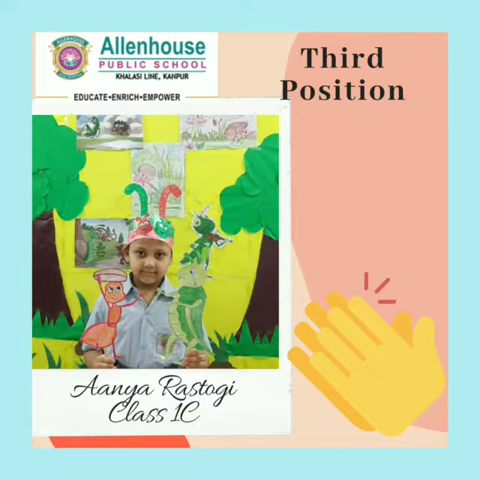 Allenhouse
PUBLIC SCHOOL
KHALASI LINE, KANPUR
EDUCATE•ENRICH•EMPOWER
Third
Position
Aanya Rastogi
Class 1C